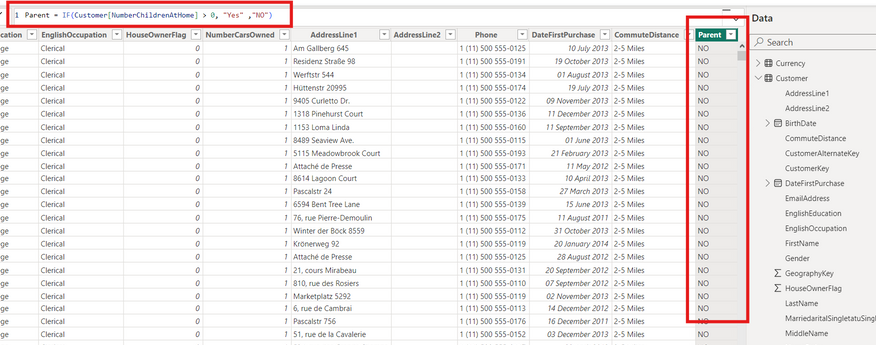 1 Parent = IF(Customer[NumberChildrenAtHome] > 0, "Yes" ,"NO")
Data
Search
cation EnglishOccupation HouseOwnerFlag NumberCarsOwned AddressLine1 AddressLine2 Phone DateFirstPurchase CommuteDistance Parent
ge Clerical 0 1 Am Gallberg 645 1 (11) 500 555-0125 10 July 2013 2-5 Miles NO
ge Clerical 0 1 Residenz Straße 98 1 (11) 500 555-0191 19 October 2013 2-5 Miles NO
ge Clerical 0 1 Werftstr 544 1 (11) 500 555-0134 01 August 2013 2-5 Miles NO
ge Clerical 0 1 Hüttenstr 20995 1 (11) 500 555-0174 19 July 2013 2-5 Miles NO
ge Clerical 0 1 9405 Curletto Dr. 1 (11) 500 555-0122 09 November 2013 2-5 Miles NO
ge Clerical 0 1 1318 Pinehurst Court 1 (11) 500 555-0136 11 December 2013 2-5 Miles NO
ge Clerical 0 1 1153 Loma Linda 1 (11) 500 555-0160 11 September 2013 2-5 Miles NO
ge Clerical 0 1 8489 Seaview Ave. 1 (11) 500 555-0115 01 June 2013 2-5 Miles NO
ge Clerical 0 1 5115 Meadowbrook Court 1 (11) 500 555-0193 21 February 2013 2-5 Miles NO
ge Clerical 0 1 Attaché de Presse 1 (11) 500 555-0171 11 May 2012 2-5 Miles NO
ge Clerical 0 1 8614 Lagoon Court 1 (11) 500 555-0133 10 April 2013 2-5 Miles NO
ge Clerical 0 1 Pascalstr 24 1 (11) 500 555-0158 27 March 2013 2-5 Miles NO
ge Clerical 0 1 6594 Bent Tree Lane 1 (11) 500 555-0139 15 June 2013 2-5 Miles NO
ge Clerical 0 1 76, rue Pierre-Demoulin 1 (11) 500 555-0175 11 August 2011 2-5 Miles NO
ge Clerical 0 1 Winter der Böck 8559 1 (11) 500 555-0112 31 October 2013 2-5 Miles NO
ge Clerical 0 1 Krönerweg 92 1 (11) 500 555-0119 20 January 2014 2-5 Miles NO
ge Clerical 0 1 Attaché de Presse 1 (11) 500 555-0125 28 August 2012 2-5 Miles NO
ge Clerical 0 1 21, cours Mirabeau 1 (11) 500 555-0131 20 September 2012 2-5 Miles NO
ge Clerical 0 1 810, rue des Rosiers 1 (11) 500 555-0110 07 September 2012 2-5 Miles NO
ge Clerical 0 1 Marktplatz 5292 1 (11) 500 555-0119 02 November 2013 2-5 Miles NO
ge Clerical 0 1 6, rue de Cambrai 1 (11) 500 555-0113 14 December 2012 2-5 Miles NO
ge Clerical 0 1 Pascalstr 756 1 (11) 500 555-0176 16 December 2011 2-5 Miles NO
ge Clerical 0 1 51, rue de la Cavalerie 1 (11) 500 555-0152 03 December 2013 2-5 Miles NO
Currency
Customer
AddressLine1
AddressLine2
BirthDate
CommuteDistance
CustomerAlternateKey
CustomerKey
DateFirstPurchase
EmailAddress
EnglishEducation
EnglishOccupation
FirstName
Gender
GeographyKey
HouseOwnerFlag
LastName
MarriedaritalSingletatuSingl
MiddleName